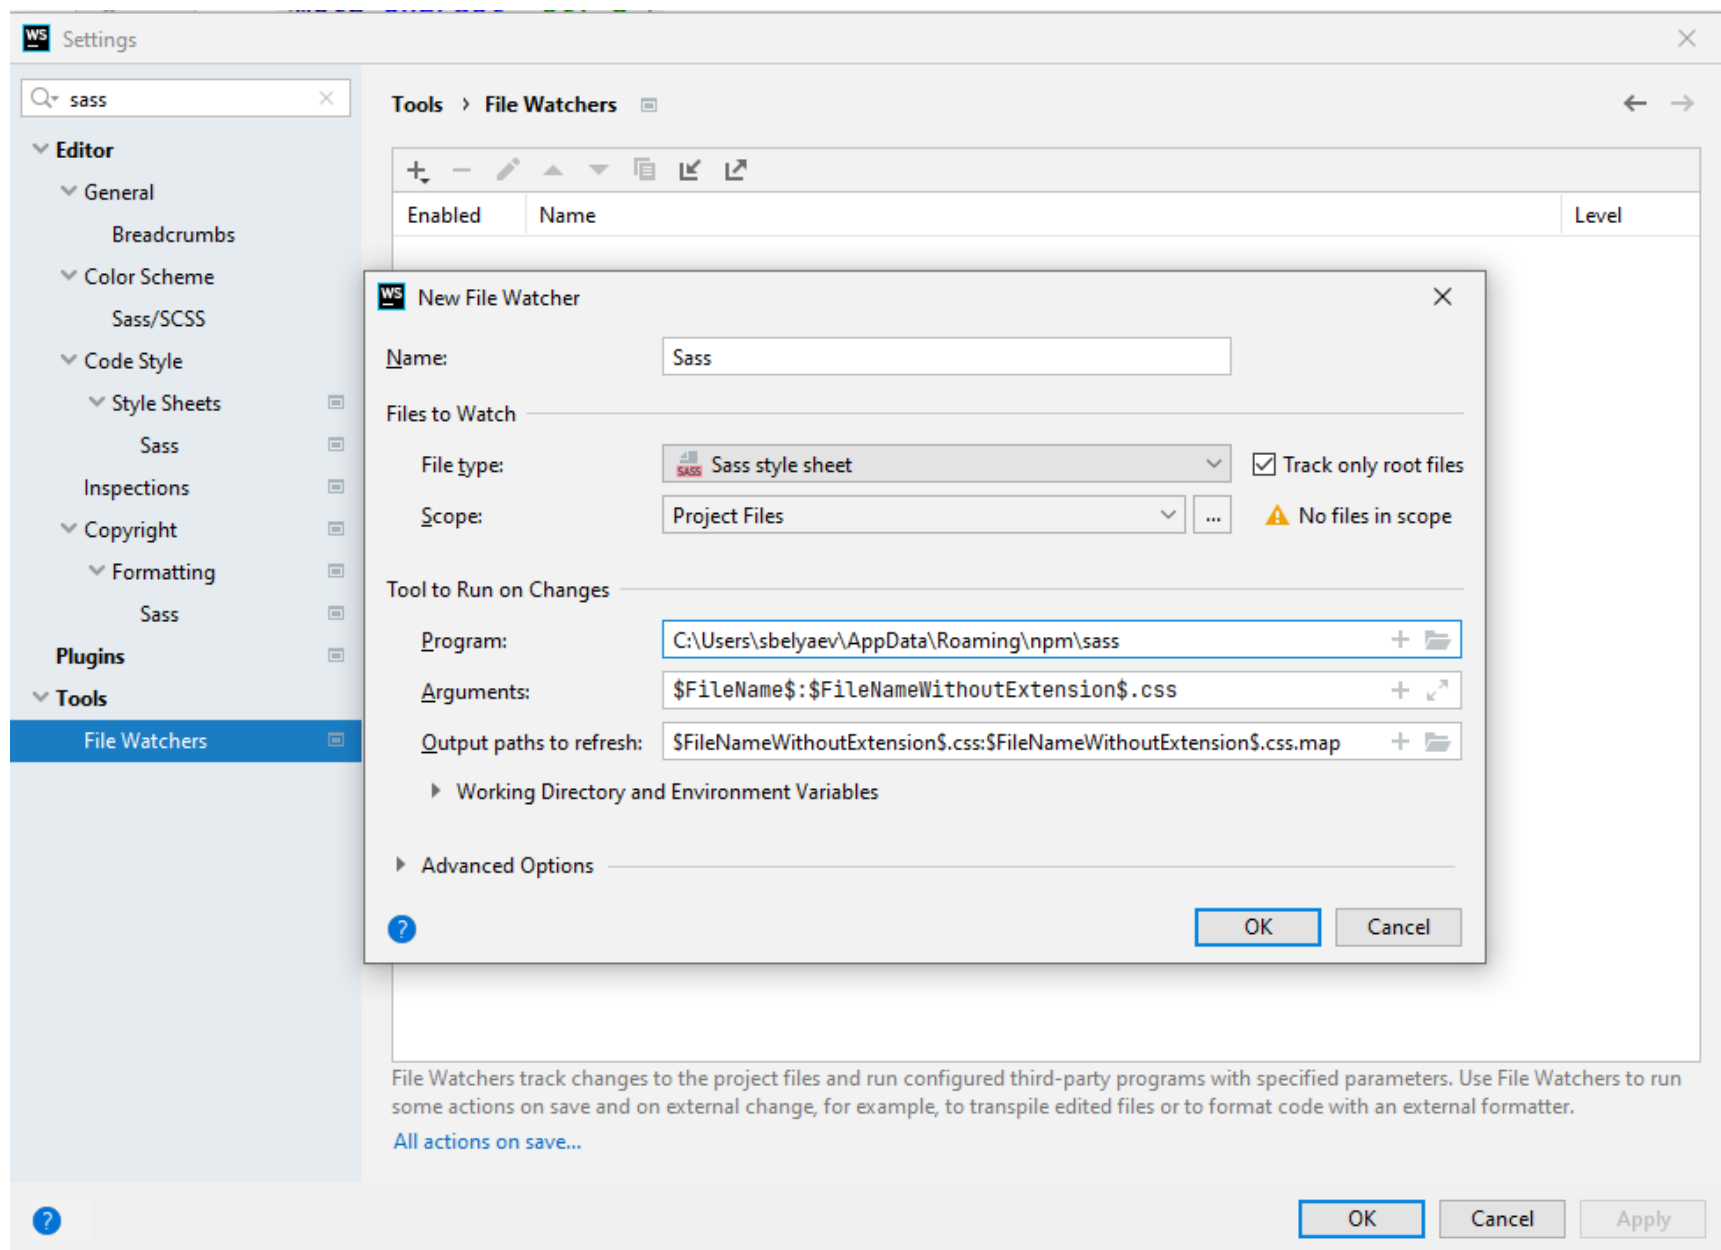 WS Settings
sass
Editor
General
Breadcrumbs
Color Scheme
Sass/SCSS
Code Style
Style Sheets
Sass
Inspections
Copyright
Formatting
Sass
Plugins
Tools
File Watchers
Tools › File Watchers
Enabled Name Level
WS New File Watcher
Name: Sass
Files to Watch
File type: SASS Sass style sheet Track only root files
Scope: Project Files ... No files in scope
Tool to Run on Changes
Program: C:\Users\sbelyaev\AppData\Roaming\npm\sass
Arguments: $FileName$:$FileNameWithoutExtension$.css
Output paths to refresh: $FileNameWithoutExtension$.css:$FileNameWithoutExtension$.css.map
Working Directory and Environment Variables
Advanced Options
? OK Cancel
File Watchers track changes to the project files and run configured third-party programs with specified parameters. Use File Watchers to run
some actions on save and on external change, for example, to transpile edited files or to format code with an external formatter.
All actions on save...
? OK Cancel Apply